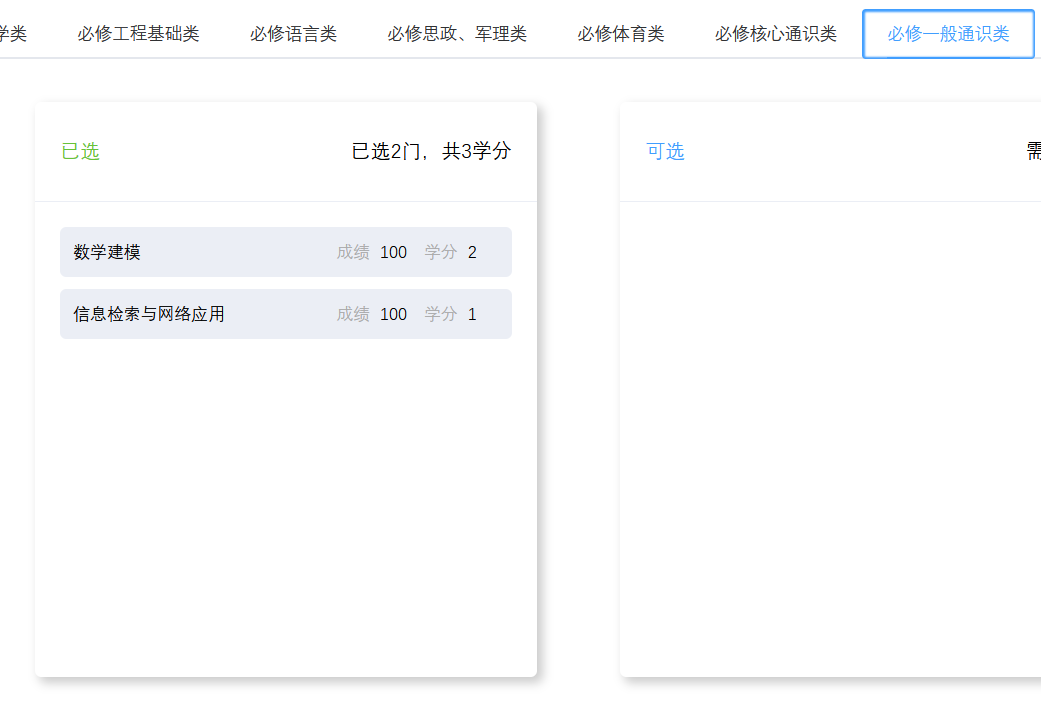 学类 必修工程基础类 必修语言类 必修思政、军理类 必修体育类 必修核心通识类 必修一般通识类
已选 已选2门，共3学分
数学建模 成绩 100 学分 2
信息检索与网络应用 成绩 100 学分 1
可选 需